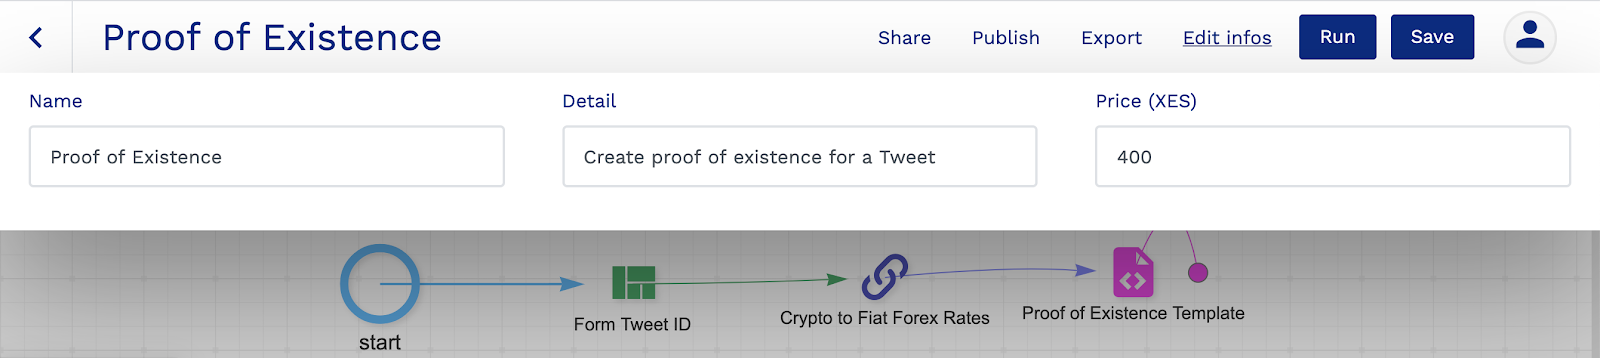 Proof of Existence
Share Publish Export Edit infos Run Save
Name Detail Price (XES)
Proof of Existence Create proof of existence for a Tweet 400
start
Form Tweet ID
Crypto to Fiat Forex Rates
Proof of Existence Template